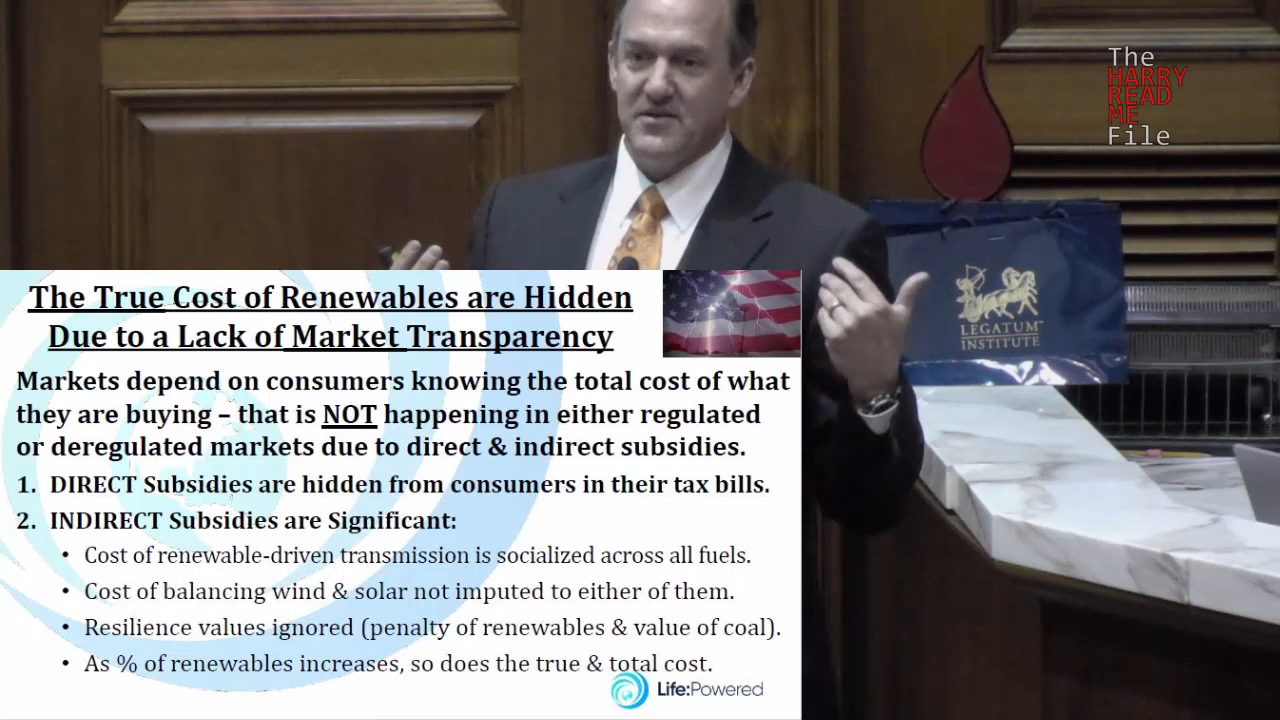 The
HARRY
READ
ME
File
LEGATUM™
INSTITUTE
The True Cost of Renewables are Hidden
Due to a Lack of Market Transparency
Markets depend on consumers knowing the total cost of what
they are buying – that is NOT happening in either regulated
or deregulated markets due to direct & indirect subsidies.
1. DIRECT Subsidies are hidden from consumers in their tax bills.
2. INDIRECT Subsidies are Significant:
• Cost of renewable-driven transmission is socialized across all fuels.
• Cost of balancing wind & solar not imputed to either of them.
• Resilience values ignored (penalty of renewables & value of coal).
• As % of renewables increases, so does the true & total cost.
Life:Powered